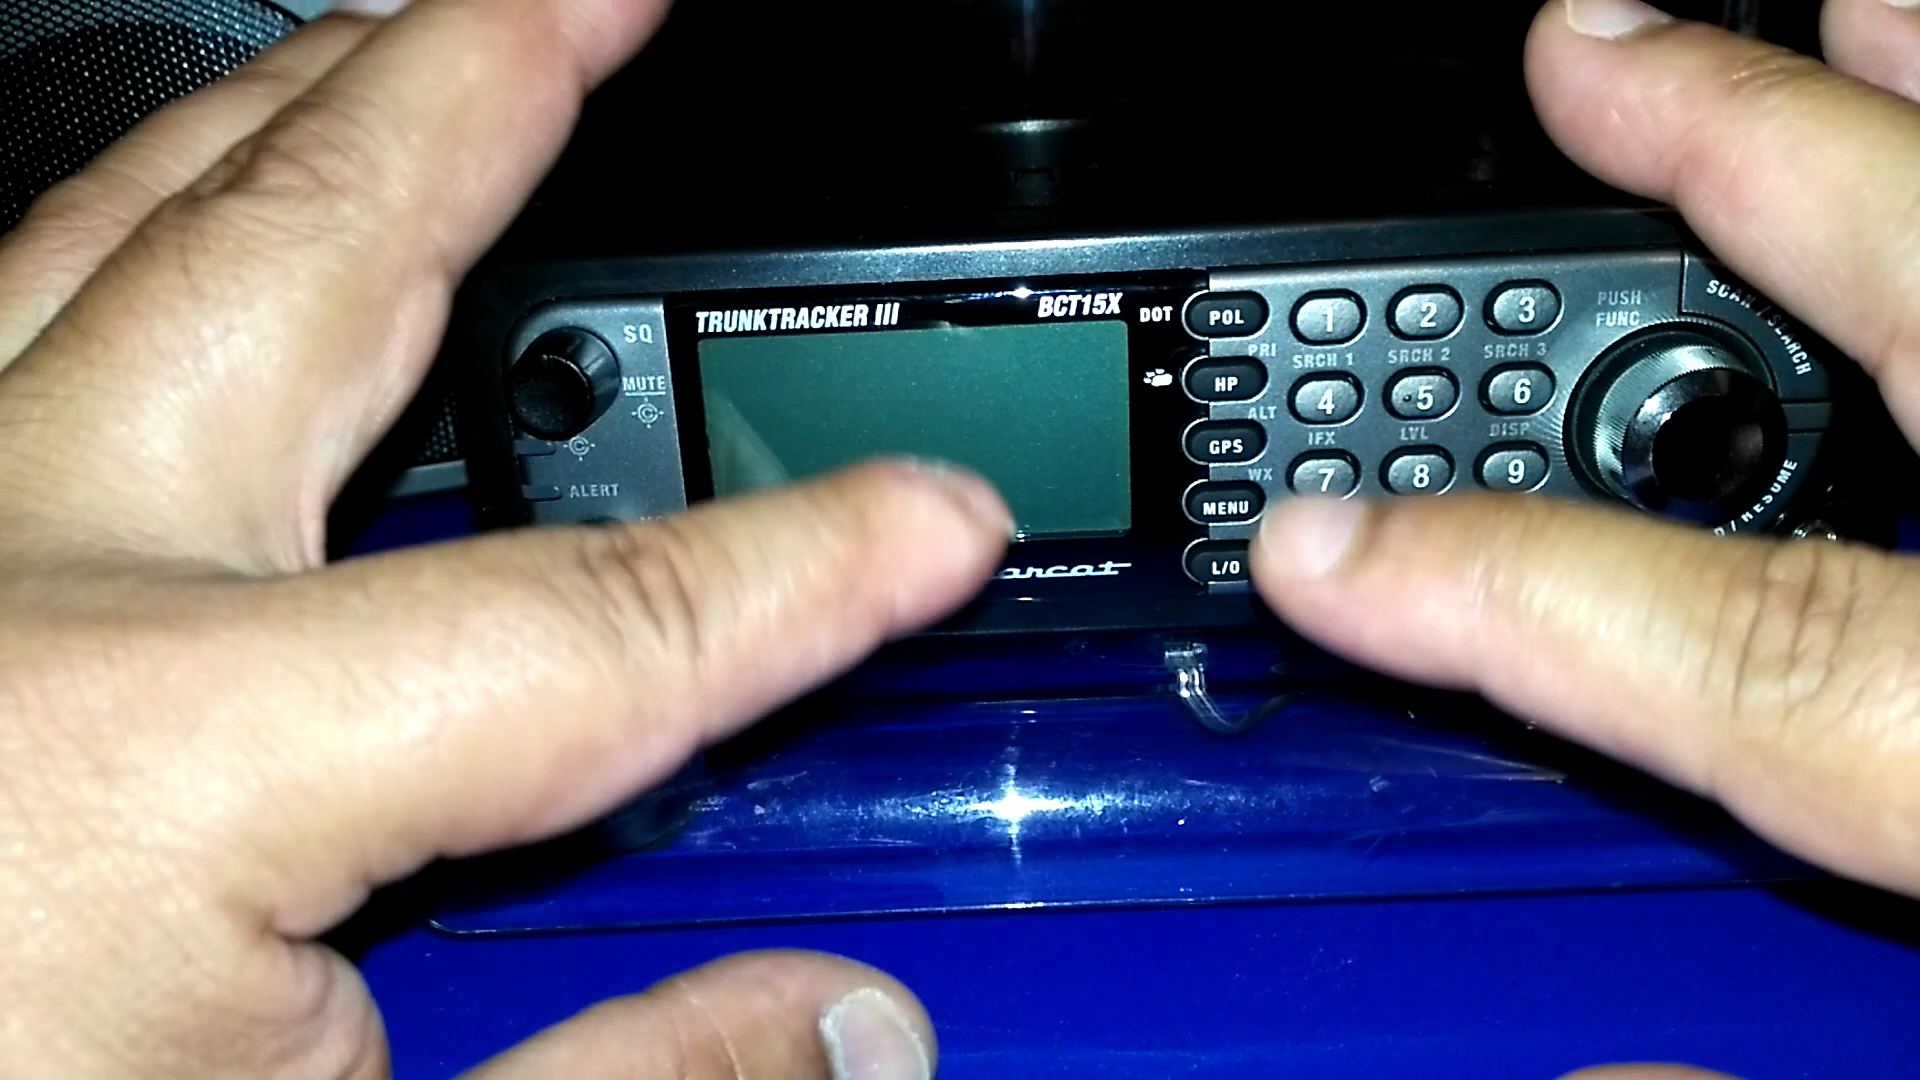 TRUNKTRACKER III
BCT15X
SQ
MUTE
ALERT
DOT
POL
1
2
3
PUSH
FUNC
SCAN / SEARCH
PRI
SRCH 1
SRCH 2
SRCH 3
HP
4
5
6
ALT
IFX
LVL
DISP
GPS
7
8
9
WX
MENU
L/O
/ RESUME